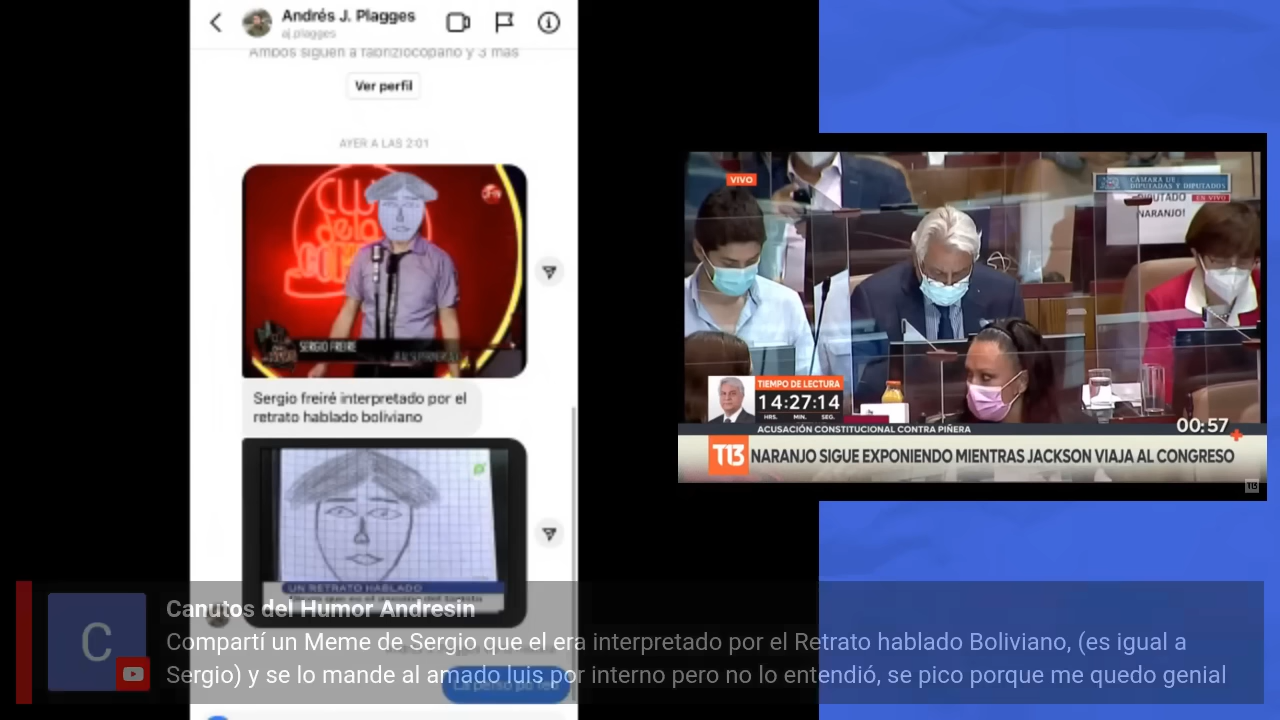 Andrés J. Plagges
aj.plagges
Ambos siguen a fabriziocopano y 3 más
Ver perfil
AYER A LAS 2:01
SERGIO FREIRE
Sergio freiré interpretado por el
retrato hablado boliviano
UN RETRATO HABLADO
VIVO
CÁMARA DE
DIPUTADAS Y DIPUTADOS
EN VIVO
DIPUTADO
NARANJO!
TIEMPO DE LECTURA
14:27:14
HRS. MIN. SEG.
ACUSACIÓN CONSTITUCIONAL CONTRA PIÑERA
00:57
T13
NARANJO SIGUE EXPONIENDO MIENTRAS JACKSON VIAJA AL CONGRESO
T13
C
Canutos del Humor Andresin
Compartí un Meme de Sergio que el era interpretado por el Retrato hablado Boliviano, (es igual a
Sergio) y se lo mande al amado luis por interno pero no lo entendió, se pico porque me quedo genial